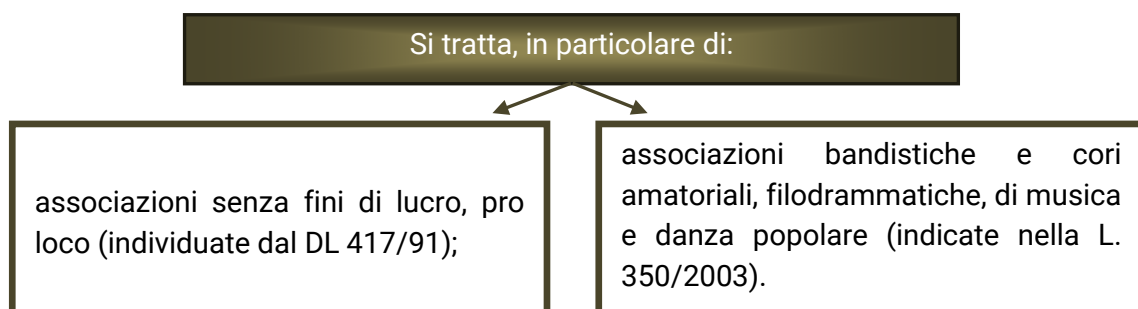 Si tratta, in particolare di:
associazioni senza fini di lucro, pro
loco (individuate dal DL 417/91);
associazioni bandistiche e cori
amatoriali, filodrammatiche, di musica
e danza popolare (indicate nella L.
350/2003).